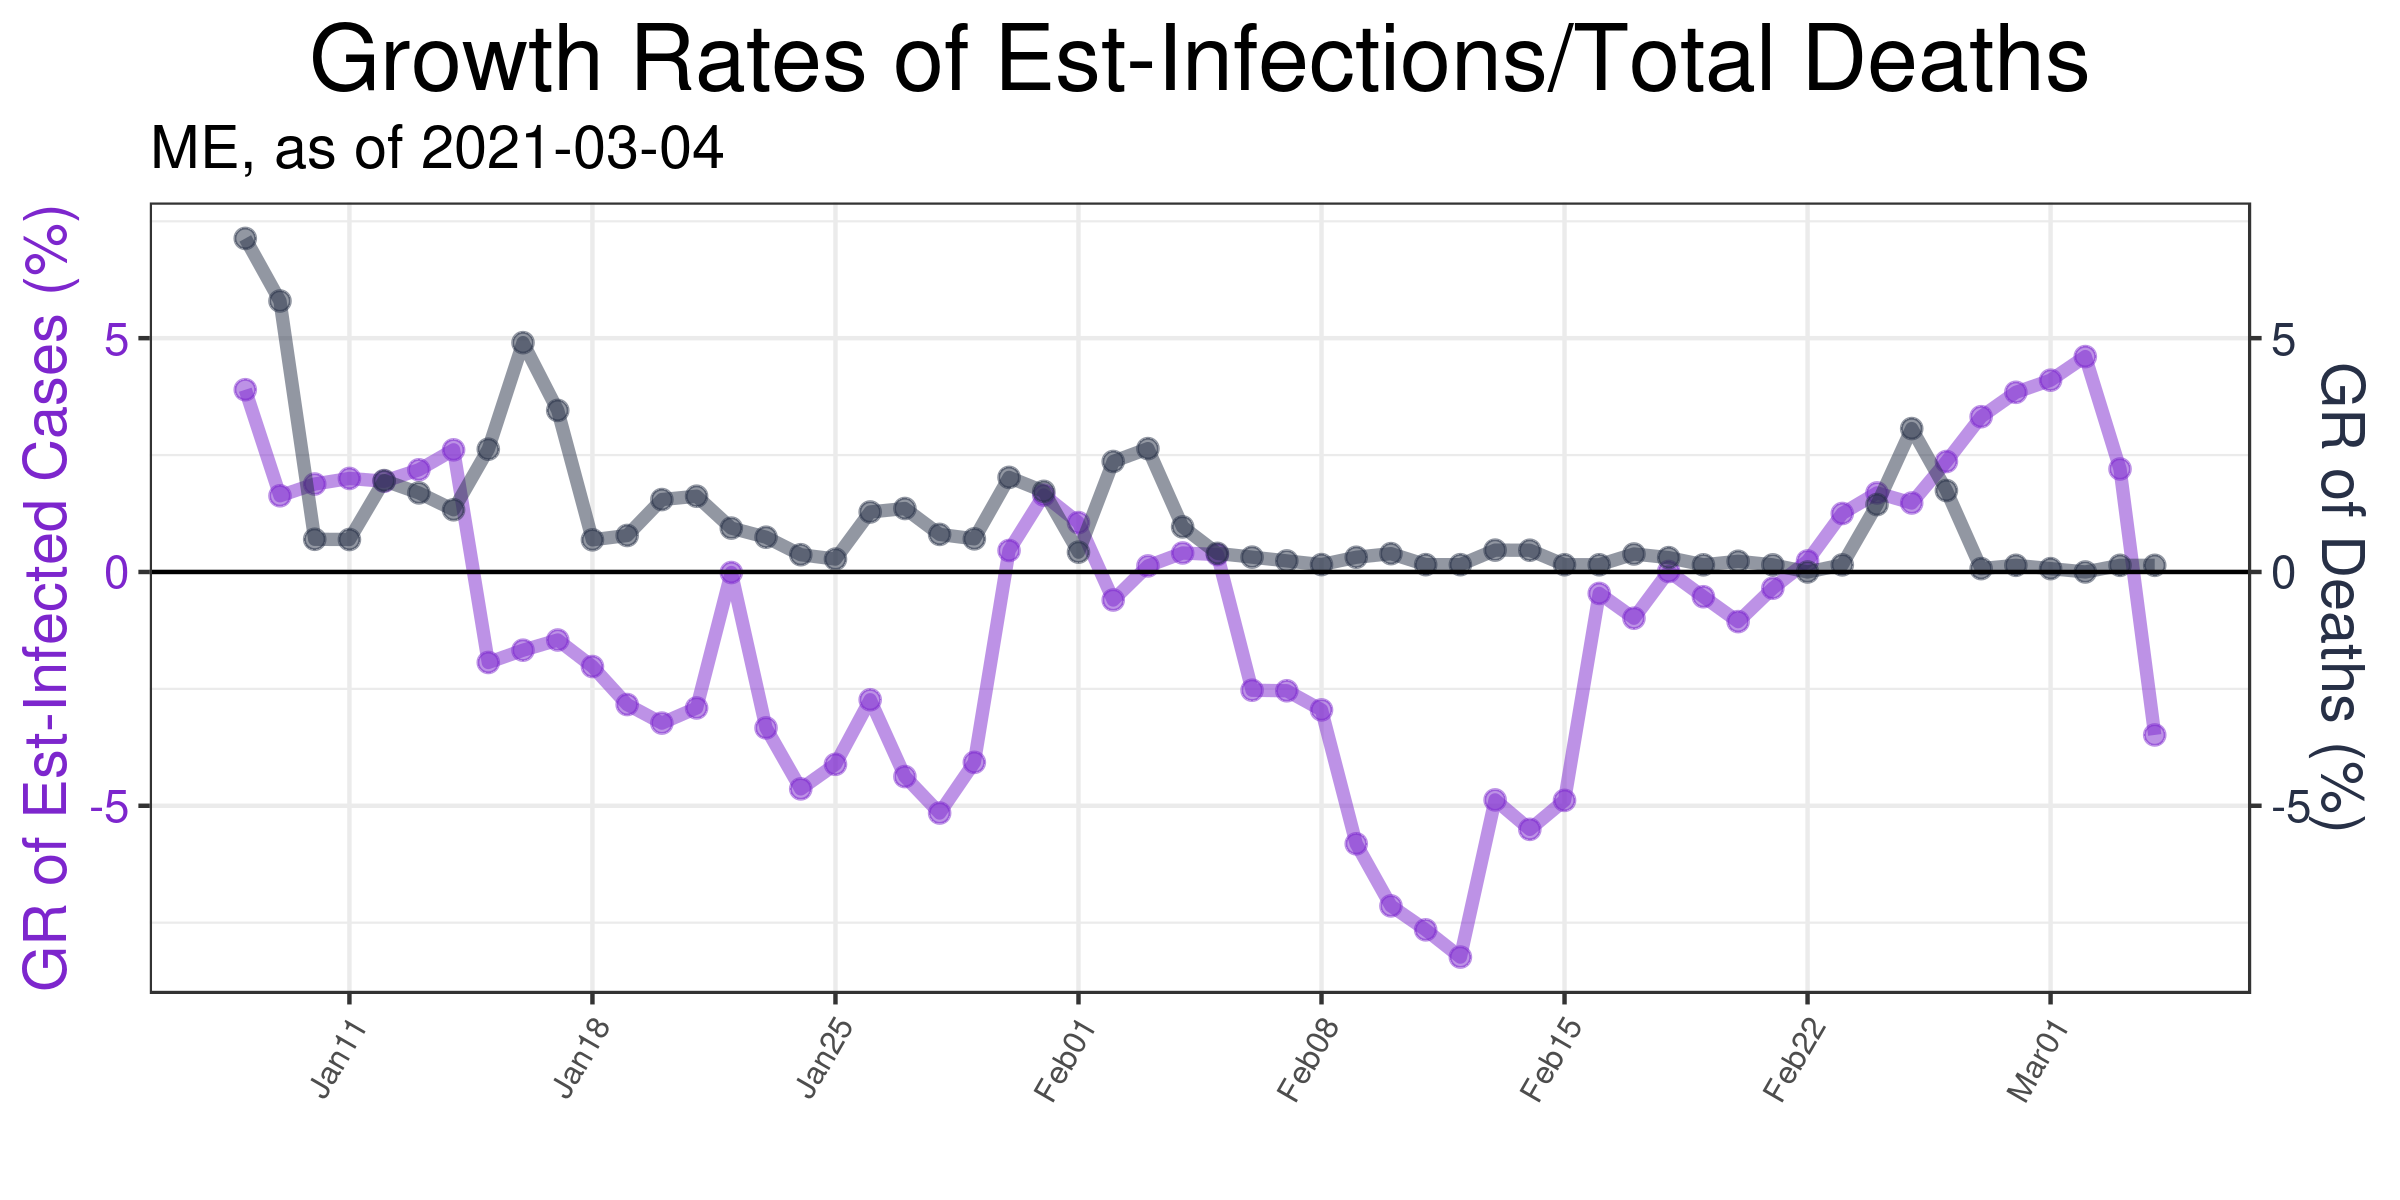 Growth Rates of Est-Infections/Total Deaths
ME, as of 2021-03-04
GR of Est-Infected Cases (%)
5
0
-5
5
0
-5
GR of Deaths (%)
Jan11
Jan18
Jan25
Feb01
Feb08
Feb15
Feb22
Mar01